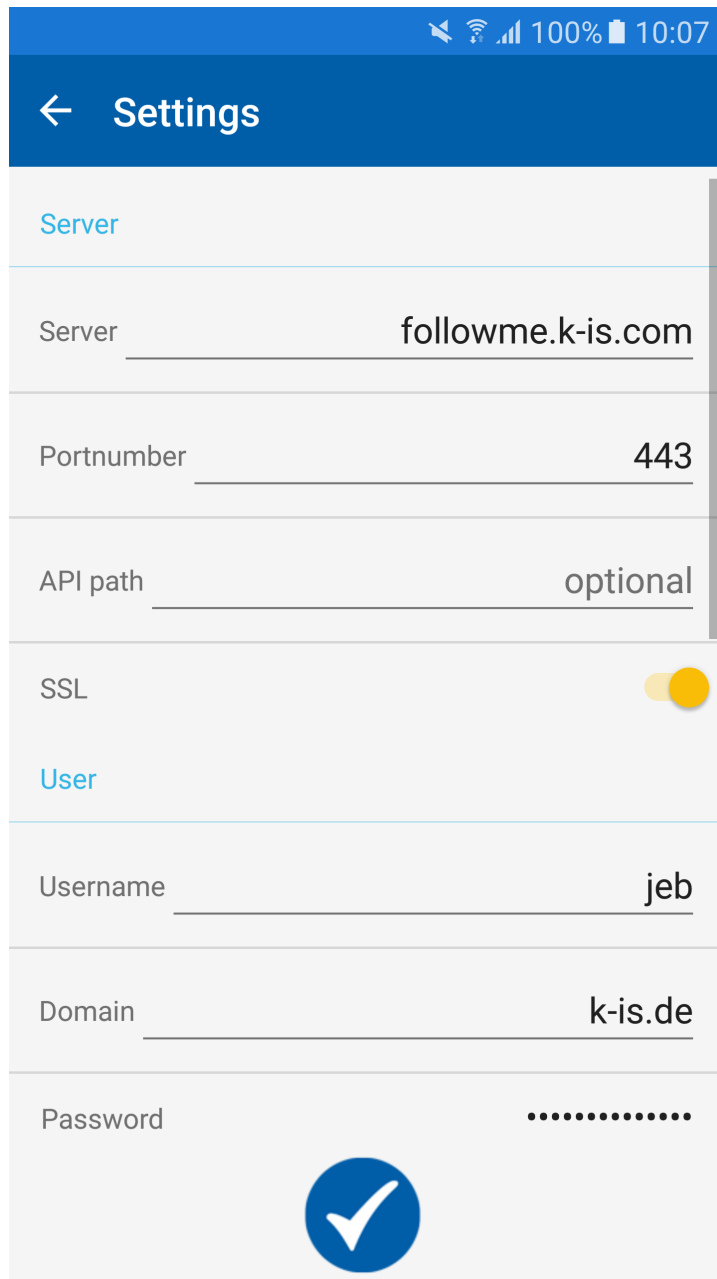 100% 10:07
Settings
Server
Server followme.k-is.com
Portnumber 443
API path optional
SSL
User
Username jeb
Domain k-is.de
Password ••••••••••••••